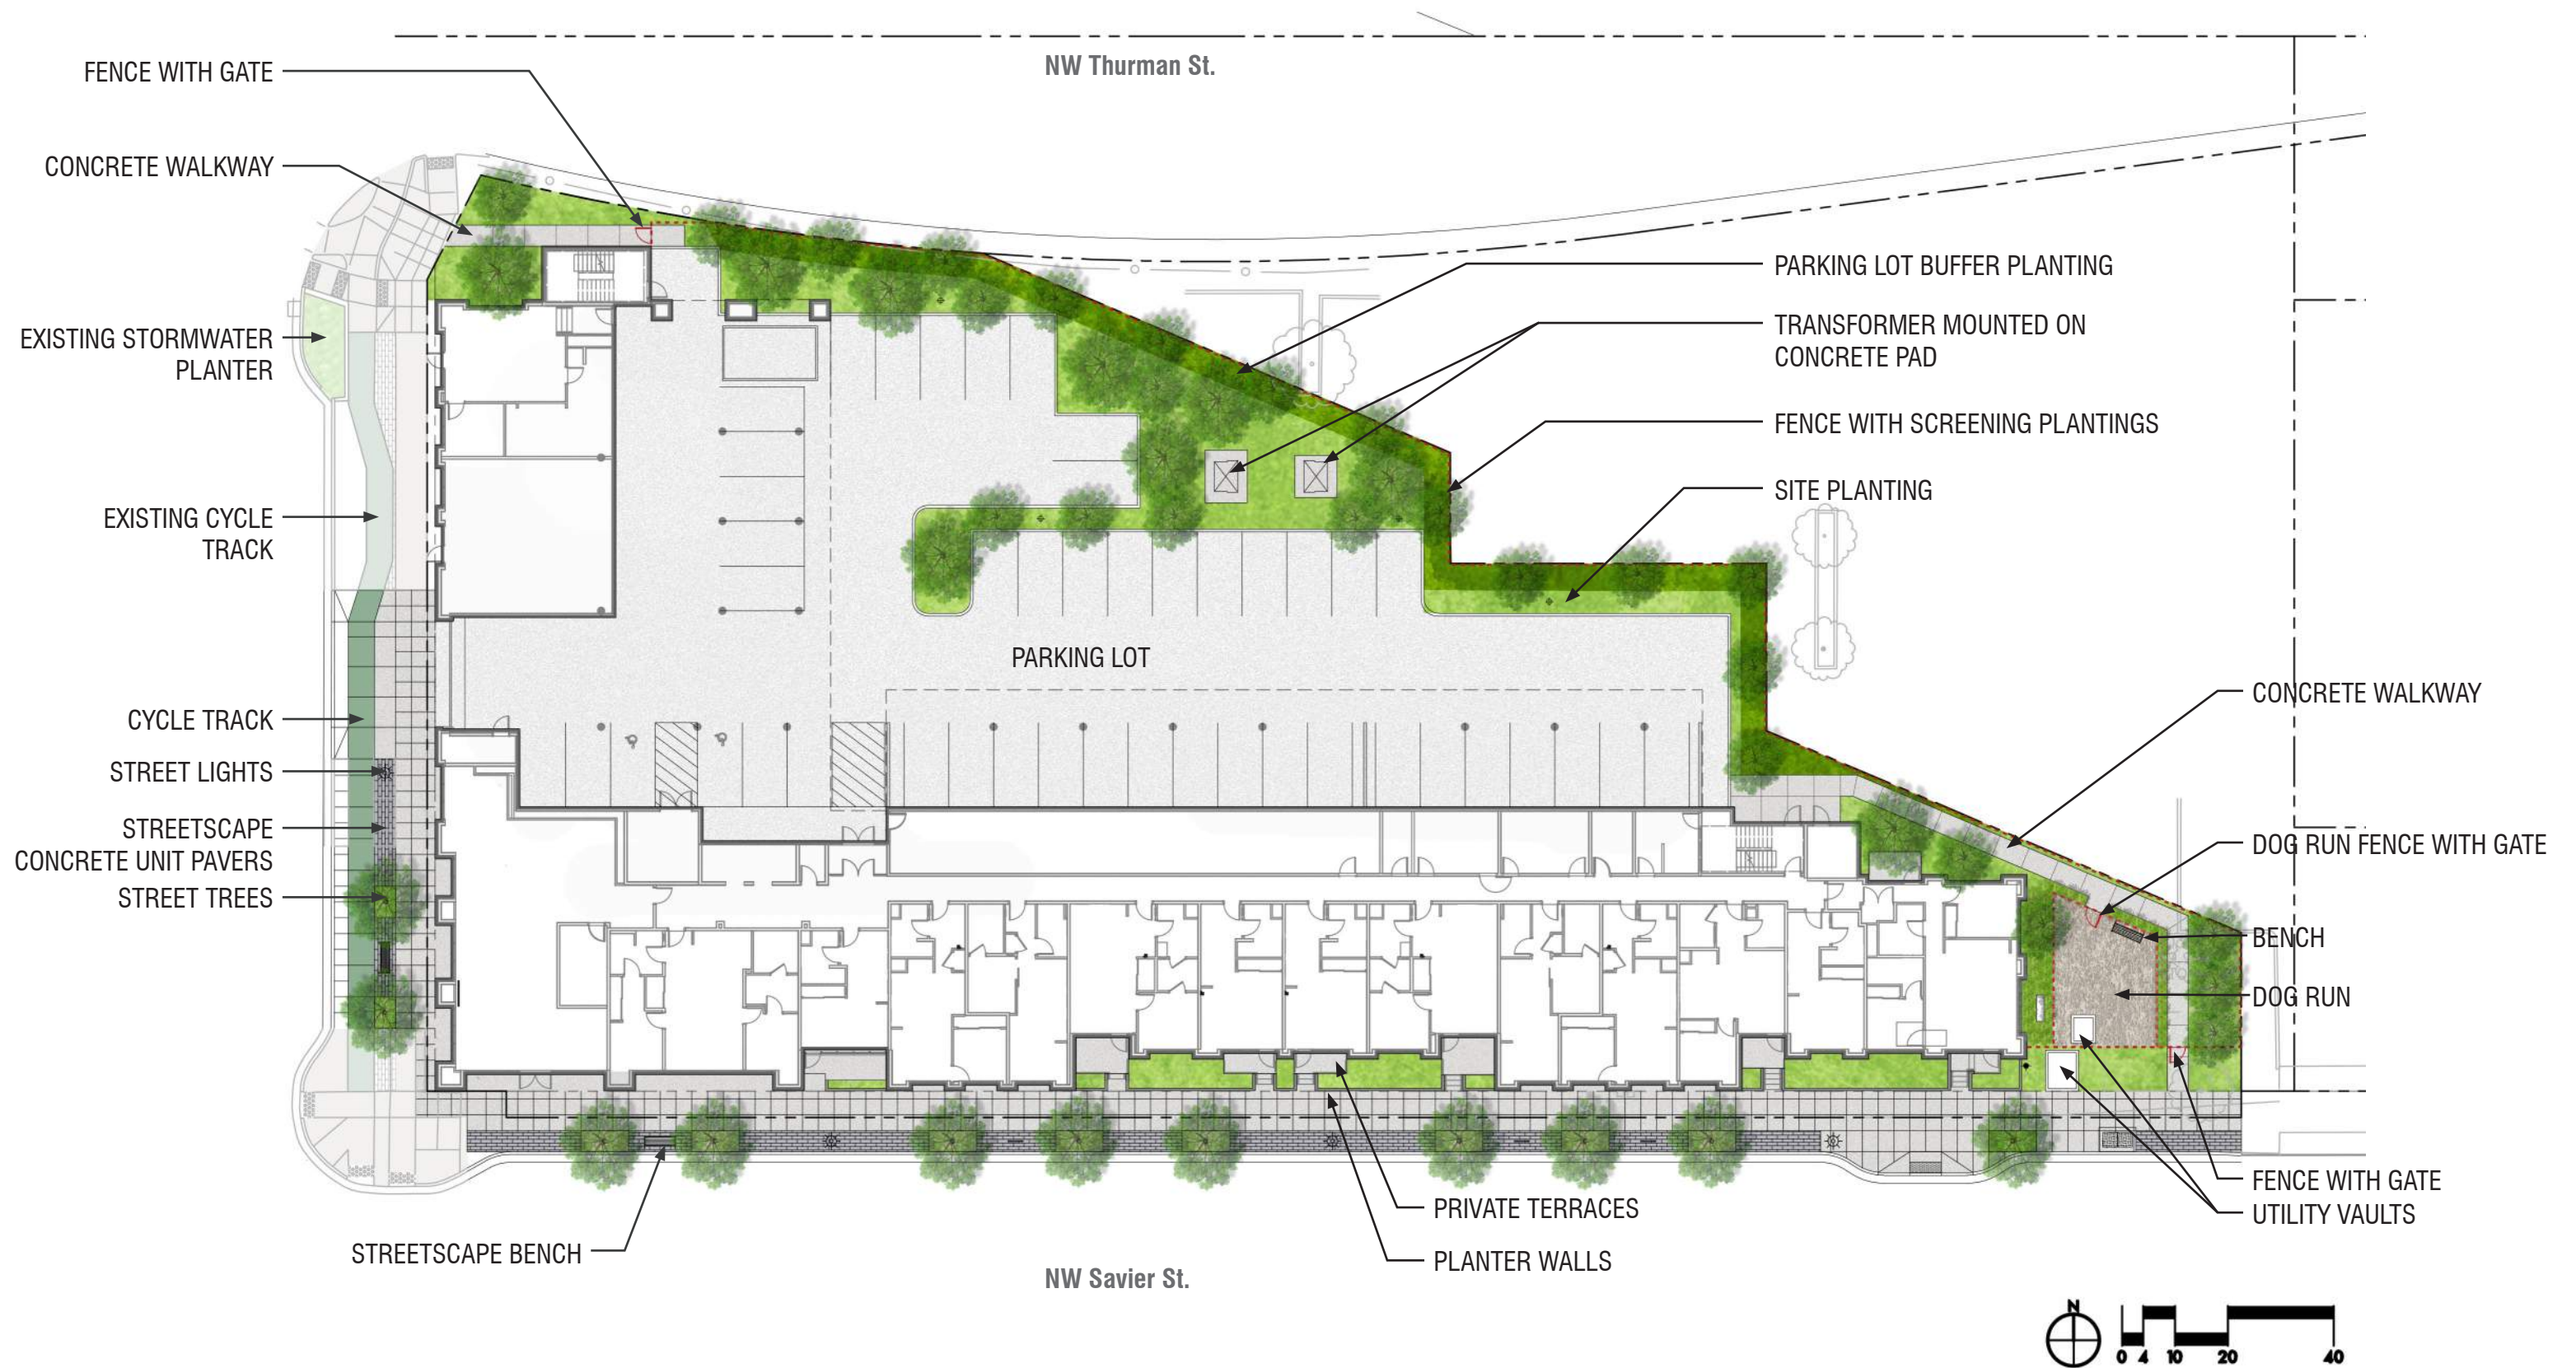 NW Thurman St.
FENCE WITH GATE
CONCRETE WALKWAY
EXISTING STORMWATER
PLANTER
EXISTING CYCLE
TRACK
CYCLE TRACK
STREET LIGHTS
STREETSCAPE
CONCRETE UNIT PAVERS
STREET TREES
STREETSCAPE BENCH
PARKING LOT
PARKING LOT BUFFER PLANTING
TRANSFORMER MOUNTED ON
CONCRETE PAD
FENCE WITH SCREENING PLANTINGS
SITE PLANTING
CONCRETE WALKWAY
DOG RUN FENCE WITH GATE
BENCH
DOG RUN
FENCE WITH GATE
UTILITY VAULTS
PRIVATE TERRACES
PLANTER WALLS
NW Savier St.
N
0 4 10 20 40